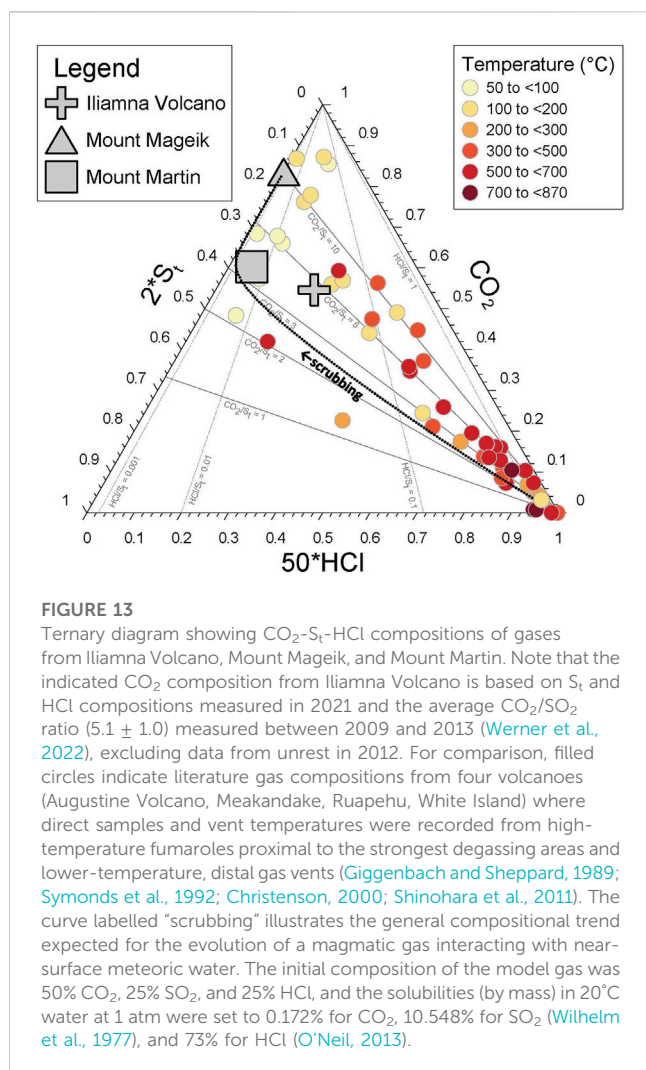 Legend
Iliamna Volcano
Mount Mageik
Mount Martin
Temperature (°C)
50 to <100
100 to <200
200 to <300
300 to <500
500 to <700
700 to <870
0 1
0.1 0.9
0.2 0.8
0.3 0.7
0.4 0.6
0.5 0.5
0.4
0.7 0.3
0.8 0.2
0.9 0.1
1 0
2*St
CO2
CO2/St = 10
HCl/St = 1
CO2/St = 5
CO2/St = 3
CO2/St = 2
CO2/St = 1
HCl/St = 0.001
HCl/St = 0.01
HCl/St = 0.1
←scrubbing
0 0.1 0.2 0.3 0.4 0.5 0.6 0.7 0.8 0.9 1
50*HCl
FIGURE 13
Ternary diagram showing CO2-St-HCl compositions of gases
from Iliamna Volcano, Mount Mageik, and Mount Martin. Note that the
indicated CO2 composition from Iliamna Volcano is based on St and
HCl compositions measured in 2021 and the average CO2/SO2
ratio (5.1 ± 1.0) measured between 2009 and 2013 (Werner et al.,
2022), excluding data from unrest in 2012. For comparison, filled
circles indicate literature gas compositions from four volcanoes
(Augustine Volcano, Meakandake, Ruapehu, White Island) where
direct samples and vent temperatures were recorded from high-
temperature fumaroles proximal to the strongest degassing areas and
lower-temperature, distal gas vents (Giggenbach and Sheppard, 1989;
Symonds et al., 1992; Christenson, 2000; Shinohara et al., 2011). The
curve labelled “scrubbing” illustrates the general compositional trend
expected for the evolution of a magmatic gas interacting with near-
surface meteoric water. The initial composition of the model gas was
50% CO2, 25% SO2, and 25% HCl, and the solubilities (by mass) in 20°C
water at 1 atm were set to 0.172% for CO2, 10.548% for SO2 (Wilhelm
et al., 1977), and 73% for HCl (O’Neil, 2013).